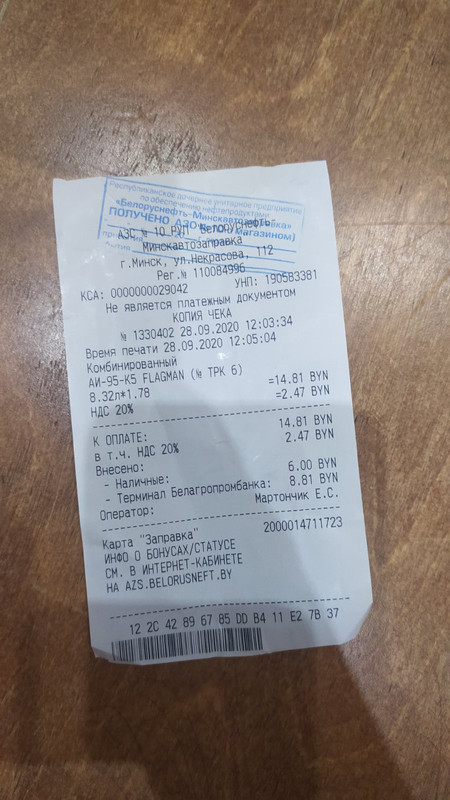 Республиканское дочернее унитарное предприятие
по обеспечению нефтепродуктами
«Белоруснефть-Минскавтозаправка»
ПОЛУЧЕНО АЗС №10 (с магазином)
АЗС № 10 РУП "Белоруснефть-
Минскавтозаправка
г.Минск, ул.Некрасова, 112
Рег.№ 110084996
КСА: 0000000029042 УНП: 190583381
Не является платежным документом
КОПИЯ ЧЕКА
№ 1330402 28.09.2020 12:03:34
Время печати 28.09.2020 12:05:04
Комбинированный
АИ-95-К5 FLAGMAN (№ ТРК 6)
8.32л*1.78 =14.81 BYN
НДС 20% =2.47 BYN
К ОПЛАТЕ: 14.81 BYN
в т.ч. НДС 20% 2.47 BYN
Внесено:
- Наличные: 6.00 BYN
- Терминал Белагропромбанка: 8.81 BYN
Оператор: Мартончик Е.С.
Карта "Заправка" 2000014711723
ИНФО О БОНУСАХ/СТАТУСЕ
СМ. В ИНТЕРНЕТ-КАБИНЕТЕ
НА AZS.BELORUSNEFT.BY
12 2C 42 89 67 85 DD B4 11 E2 7B 37